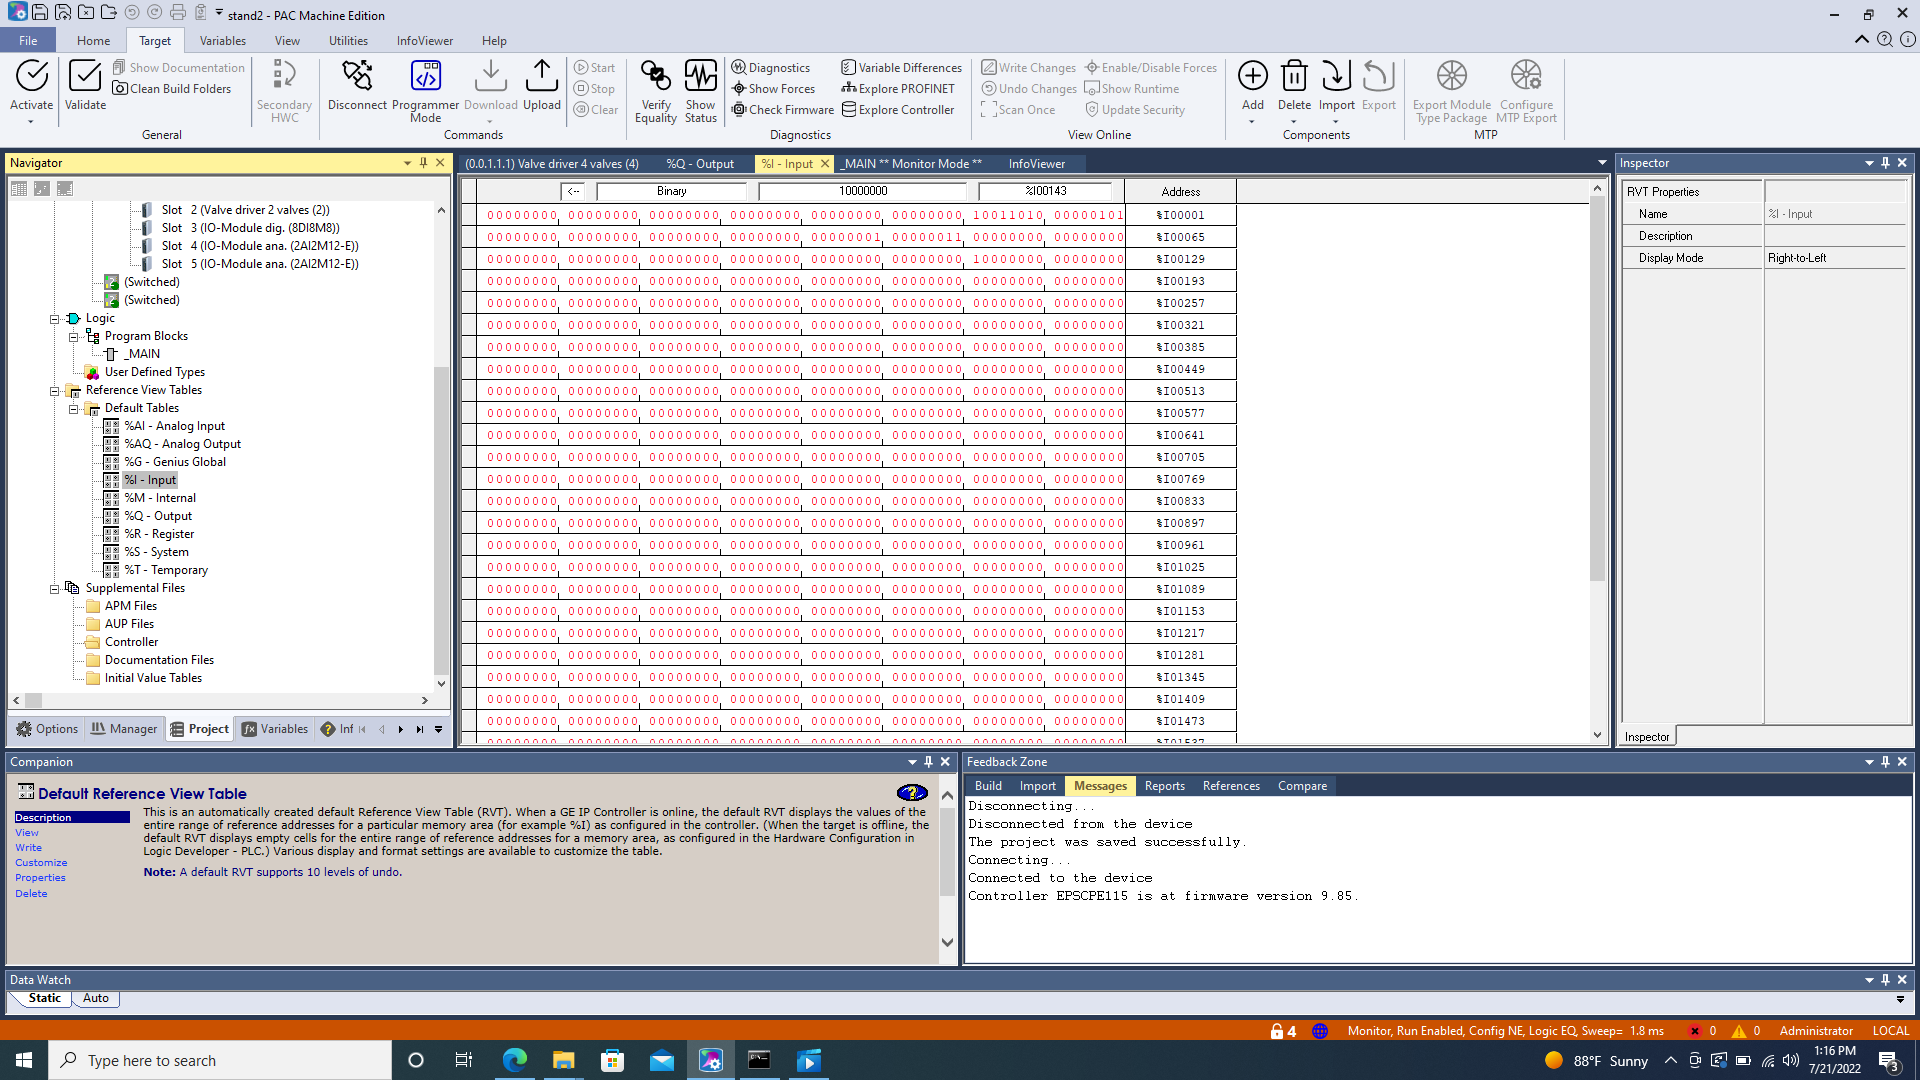 stand2 - PAC Machine Edition
File Home Target Variables View Utilities InfoViewer Help
Activate
Validate
Show Documentation
Clean Build Folders
General
Secondary HWC
Disconnect
Programmer Mode
Download
Upload
Commands
Start
Stop
Clear
Verify Equality
Show Status
Diagnostics
Show Forces
Check Firmware
Variable Differences
Explore PROFINET
Explore Controller
Diagnostics
Write Changes
Undo Changes
Scan Once
Enable/Disable Forces
Show Runtime
Update Security
View Online
Add
Delete
Import
Export
Components
Export Module Type Package
Configure MTP Export
MTP
Navigator
Slot 2 (Valve driver 2 valves (2))
Slot 3 (IO-Module dig. (8DI8M8))
Slot 4 (IO-Module ana. (2AI2M12-E))
Slot 5 (IO-Module ana. (2AI2M12-E))
(Switched)
(Switched)
Logic
Program Blocks
_MAIN
User Defined Types
Reference View Tables
Default Tables
%AI - Analog Input
%AQ - Analog Output
%G - Genius Global
%I - Input
%M - Internal
%Q - Output
%R - Register
%S - System
%T - Temporary
Supplemental Files
APM Files
AUP Files
Controller
Documentation Files
Initial Value Tables
Options Manager Project Variables Inf
(0.0.1.1.1) Valve driver 4 valves (4) %Q - Output %I - Input _MAIN ** Monitor Mode ** InfoViewer
<-- Binary 10000000 %I00143 Address
00000000 00000000 00000000 00000000 00000000 00000000 10011010 00000101 %I00001
00000000 00000000 00000000 00000000 00000001 00000011 00000000 00000000 %I00065
00000000 00000000 00000000 00000000 00000000 00000000 10000000 00000000 %I00129
00000000 00000000 00000000 00000000 00000000 00000000 00000000 00000000 %I00193
00000000 00000000 00000000 00000000 00000000 00000000 00000000 00000000 %I00257
00000000 00000000 00000000 00000000 00000000 00000000 00000000 00000000 %I00321
00000000 00000000 00000000 00000000 00000000 00000000 00000000 00000000 %I00385
00000000 00000000 00000000 00000000 00000000 00000000 00000000 00000000 %I00449
00000000 00000000 00000000 00000000 00000000 00000000 00000000 00000000 %I00513
00000000 00000000 00000000 00000000 00000000 00000000 00000000 00000000 %I00577
00000000 00000000 00000000 00000000 00000000 00000000 00000000 00000000 %I00641
00000000 00000000 00000000 00000000 00000000 00000000 00000000 00000000 %I00705
00000000 00000000 00000000 00000000 00000000 00000000 00000000 00000000 %I00769
00000000 00000000 00000000 00000000 00000000 00000000 00000000 00000000 %I00833
00000000 00000000 00000000 00000000 00000000 00000000 00000000 00000000 %I00897
00000000 00000000 00000000 00000000 00000000 00000000 00000000 00000000 %I00961
00000000 00000000 00000000 00000000 00000000 00000000 00000000 00000000 %I01025
00000000 00000000 00000000 00000000 00000000 00000000 00000000 00000000 %I01089
00000000 00000000 00000000 00000000 00000000 00000000 00000000 00000000 %I01153
00000000 00000000 00000000 00000000 00000000 00000000 00000000 00000000 %I01217
00000000 00000000 00000000 00000000 00000000 00000000 00000000 00000000 %I01281
00000000 00000000 00000000 00000000 00000000 00000000 00000000 00000000 %I01345
00000000 00000000 00000000 00000000 00000000 00000000 00000000 00000000 %I01409
00000000 00000000 00000000 00000000 00000000 00000000 00000000 00000000 %I01473
Inspector
RVT Properties
Name %I - Input
Description
Display Mode Right-to-Left
Inspector
Companion
Default Reference View Table
Description
View
Write
Customize
Properties
Delete
This is an automatically created default Reference View Table (RVT). When a GE IP Controller is online, the default RVT displays the values of the
entire range of reference addresses for a particular memory area (for example %I) as configured in the controller. (When the target is offline, the
default RVT displays empty cells for the entire range of reference addresses for a memory area, as configured in the Hardware Configuration in
Logic Developer - PLC.) Various display and format settings are available to customize the table.
Note: A default RVT supports 10 levels of undo.
Feedback Zone
Build Import Messages Reports References Compare
Disconnecting...
Disconnected from the device
The project was saved successfully.
Connecting...
Connected to the device
Controller EPSCPE115 is at firmware version 9.85.
Data Watch
Static Auto
4 Monitor, Run Enabled, Config NE, Logic EQ, Sweep= 1.8 ms 0 0 Administrator LOCAL
Type here to search
88°F Sunny
1:16 PM
7/21/2022
3